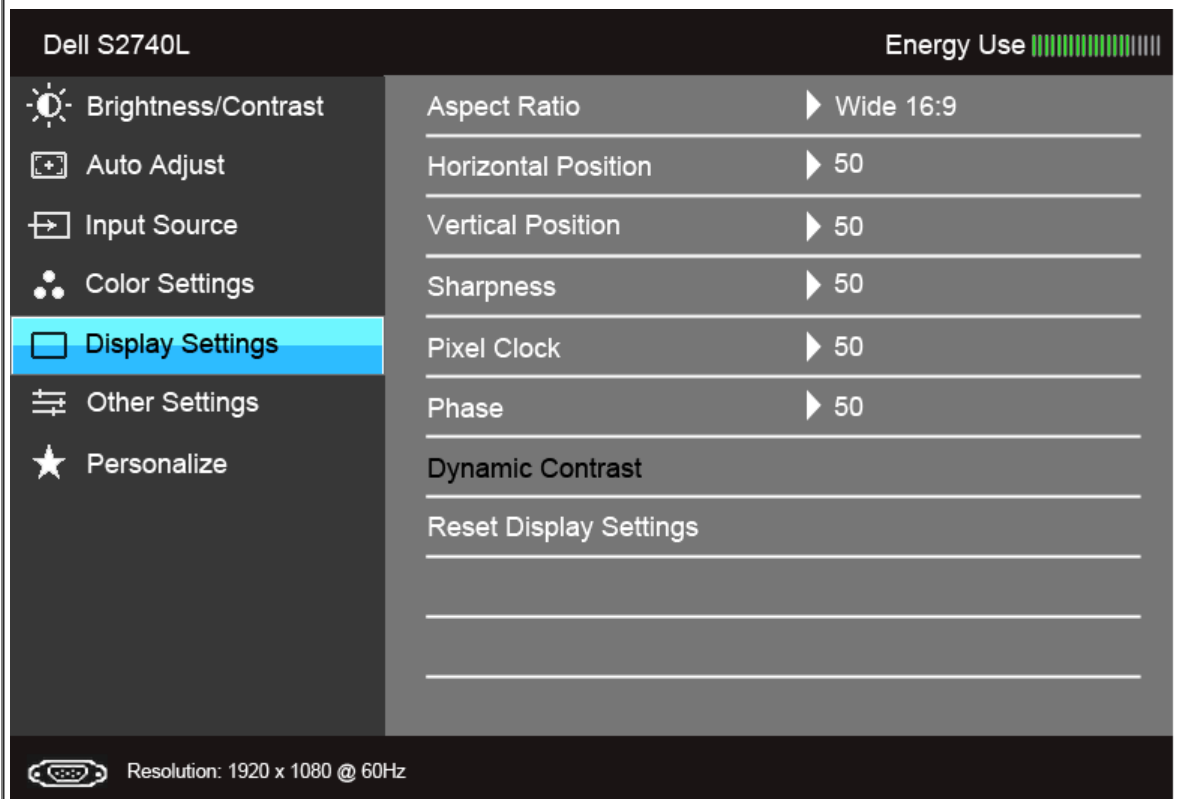 Dell S2740L
Energy Use
Brightness/Contrast
Auto Adjust
Input Source
Color Settings
Display Settings
Other Settings
Personalize
Aspect Ratio Wide 16:9
Horizontal Position 50
Vertical Position 50
Sharpness 50
Pixel Clock 50
Phase 50
Dynamic Contrast
Reset Display Settings
Resolution: 1920 x 1080 @ 60Hz